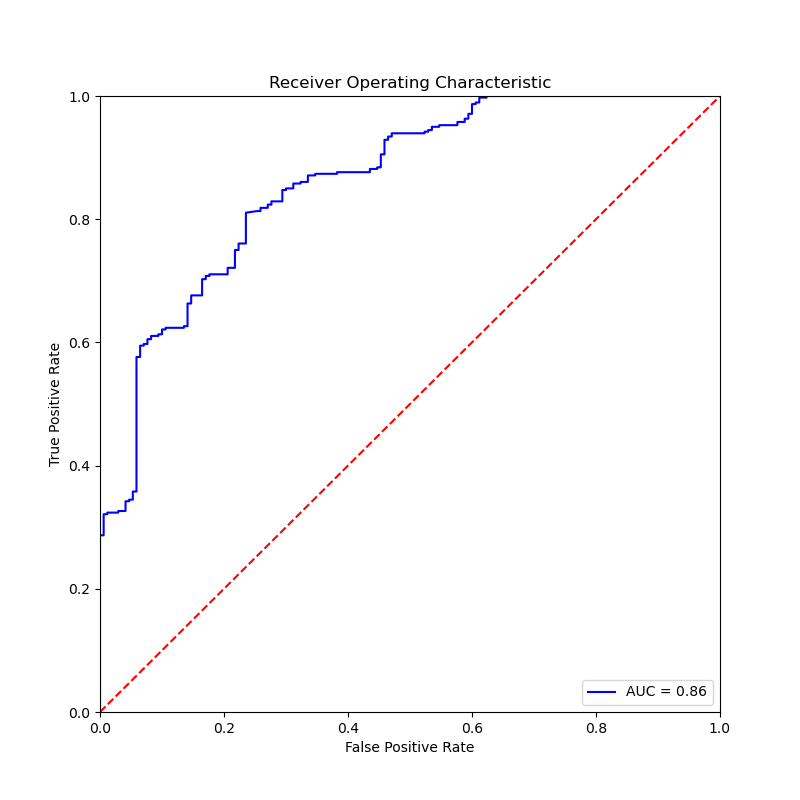 Receiver Operating Characteristic
1.0
0.8
0.6
0.4
0.2
0.0
True Positive Rate
AUC = 0.86
0.0 0.2 0.4 0.6 0.8 1.0
False Positive Rate